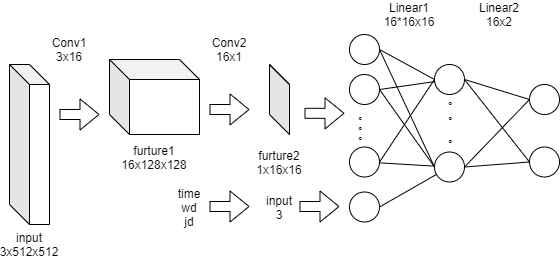 Conv1
3x16
Conv2
16x1
Linear1
16*16x16
Linear2
16x2
furture1
16x128x128
furture2
1x16x16
time
wd
jd
input
3
input
3x512x512